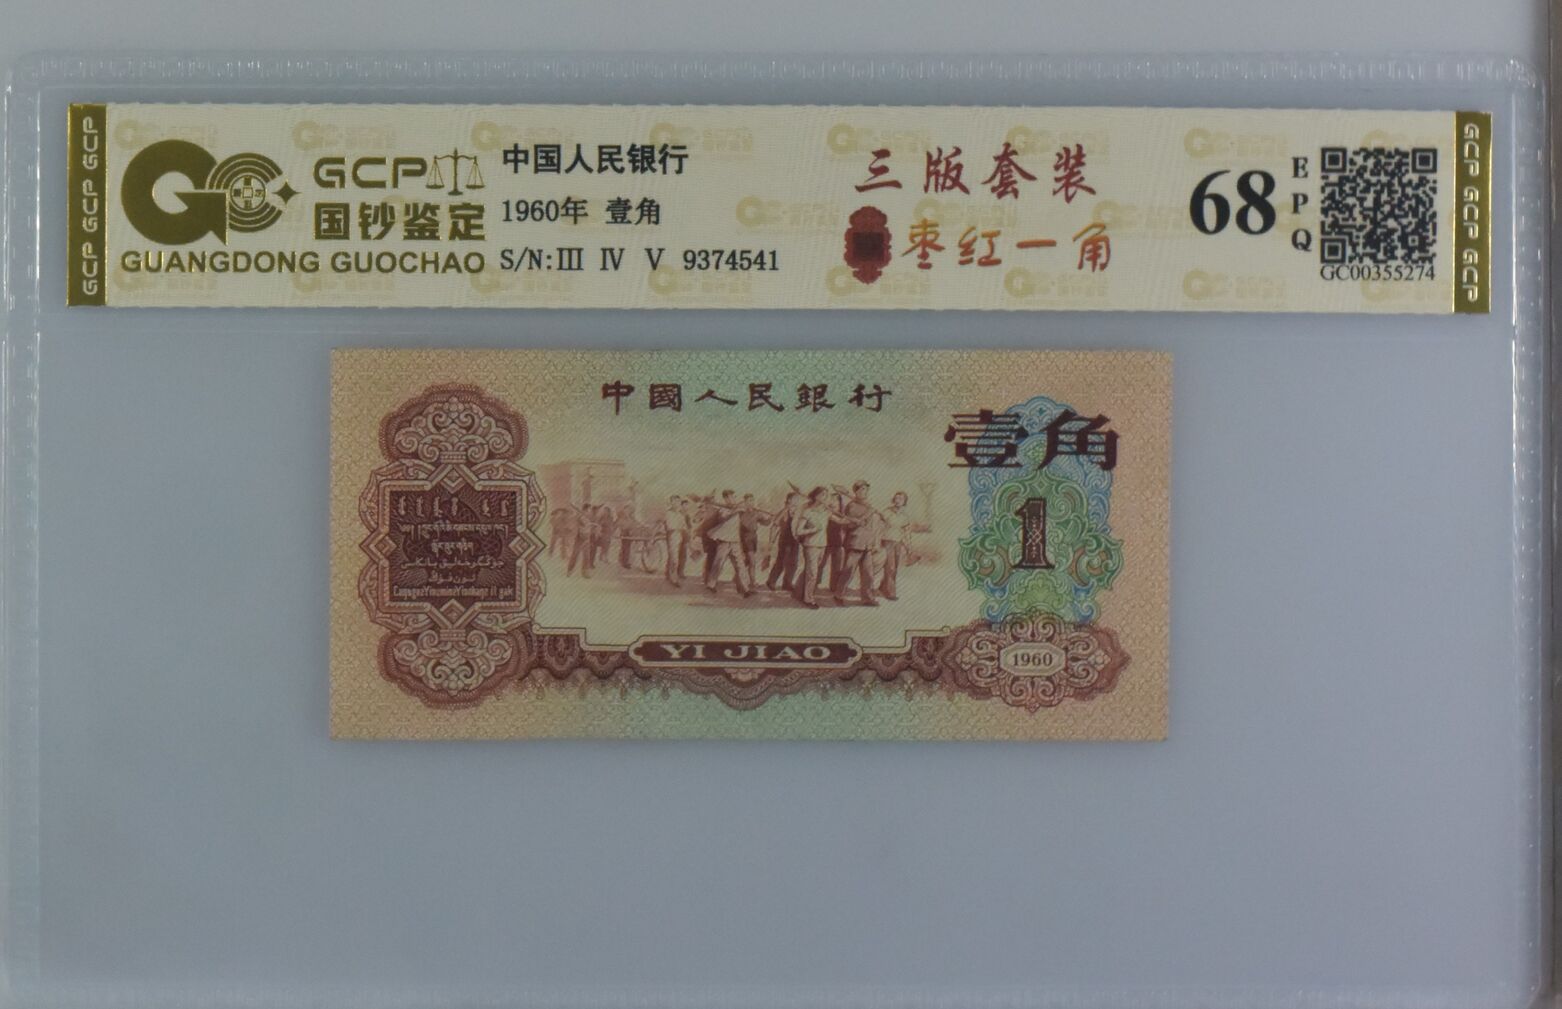 GCP
国钞鉴定
GUANGDONG GUOCHAO
中国人民银行
1960年 壹角
S/N:III IV V 9374541
三版套装
枣红一角
68
EPQ
GC00355274
GCP GCP GCP
GCP GCP GCP
中國人民銀行
壹角
1
YI JIAO
1960